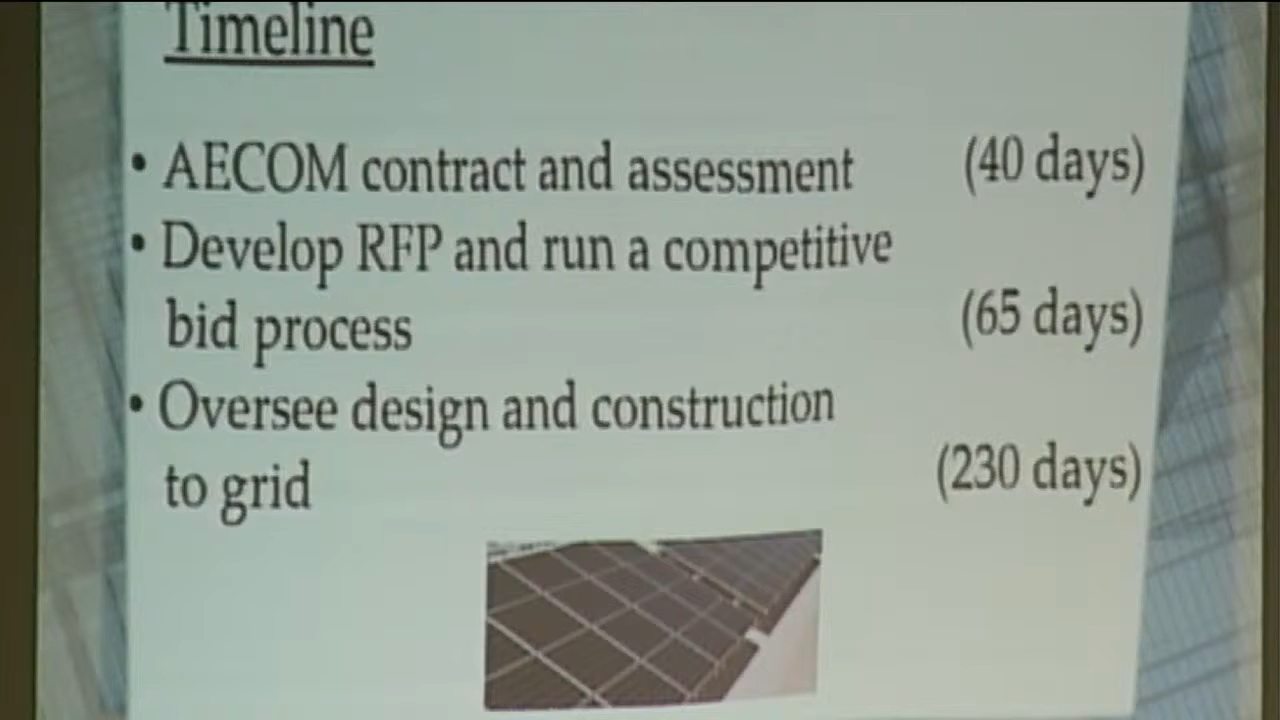 Timeline
• AECOM contract and assessment (40 days)
• Develop RFP and run a competitive
bid process (65 days)
• Oversee design and construction
to grid (230 days)